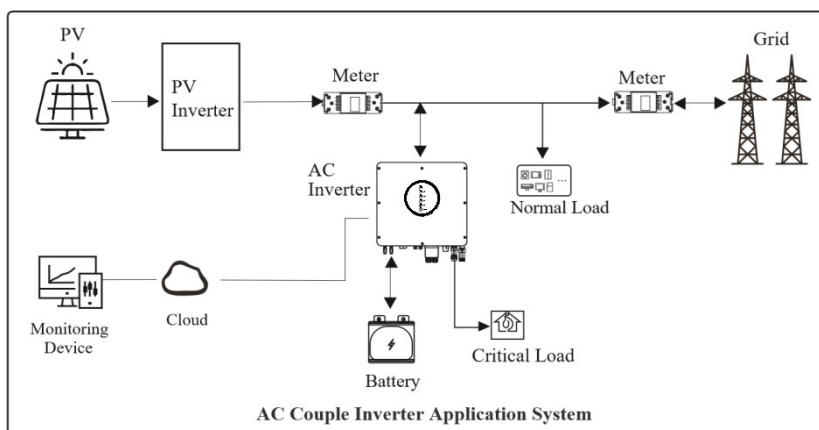 PV
Grid
PV
Inverter
Meter
Meter
AC
Inverter
Normal Load
Monitoring
Device
Cloud
Battery
Critical Load
AC Couple Inverter Application System